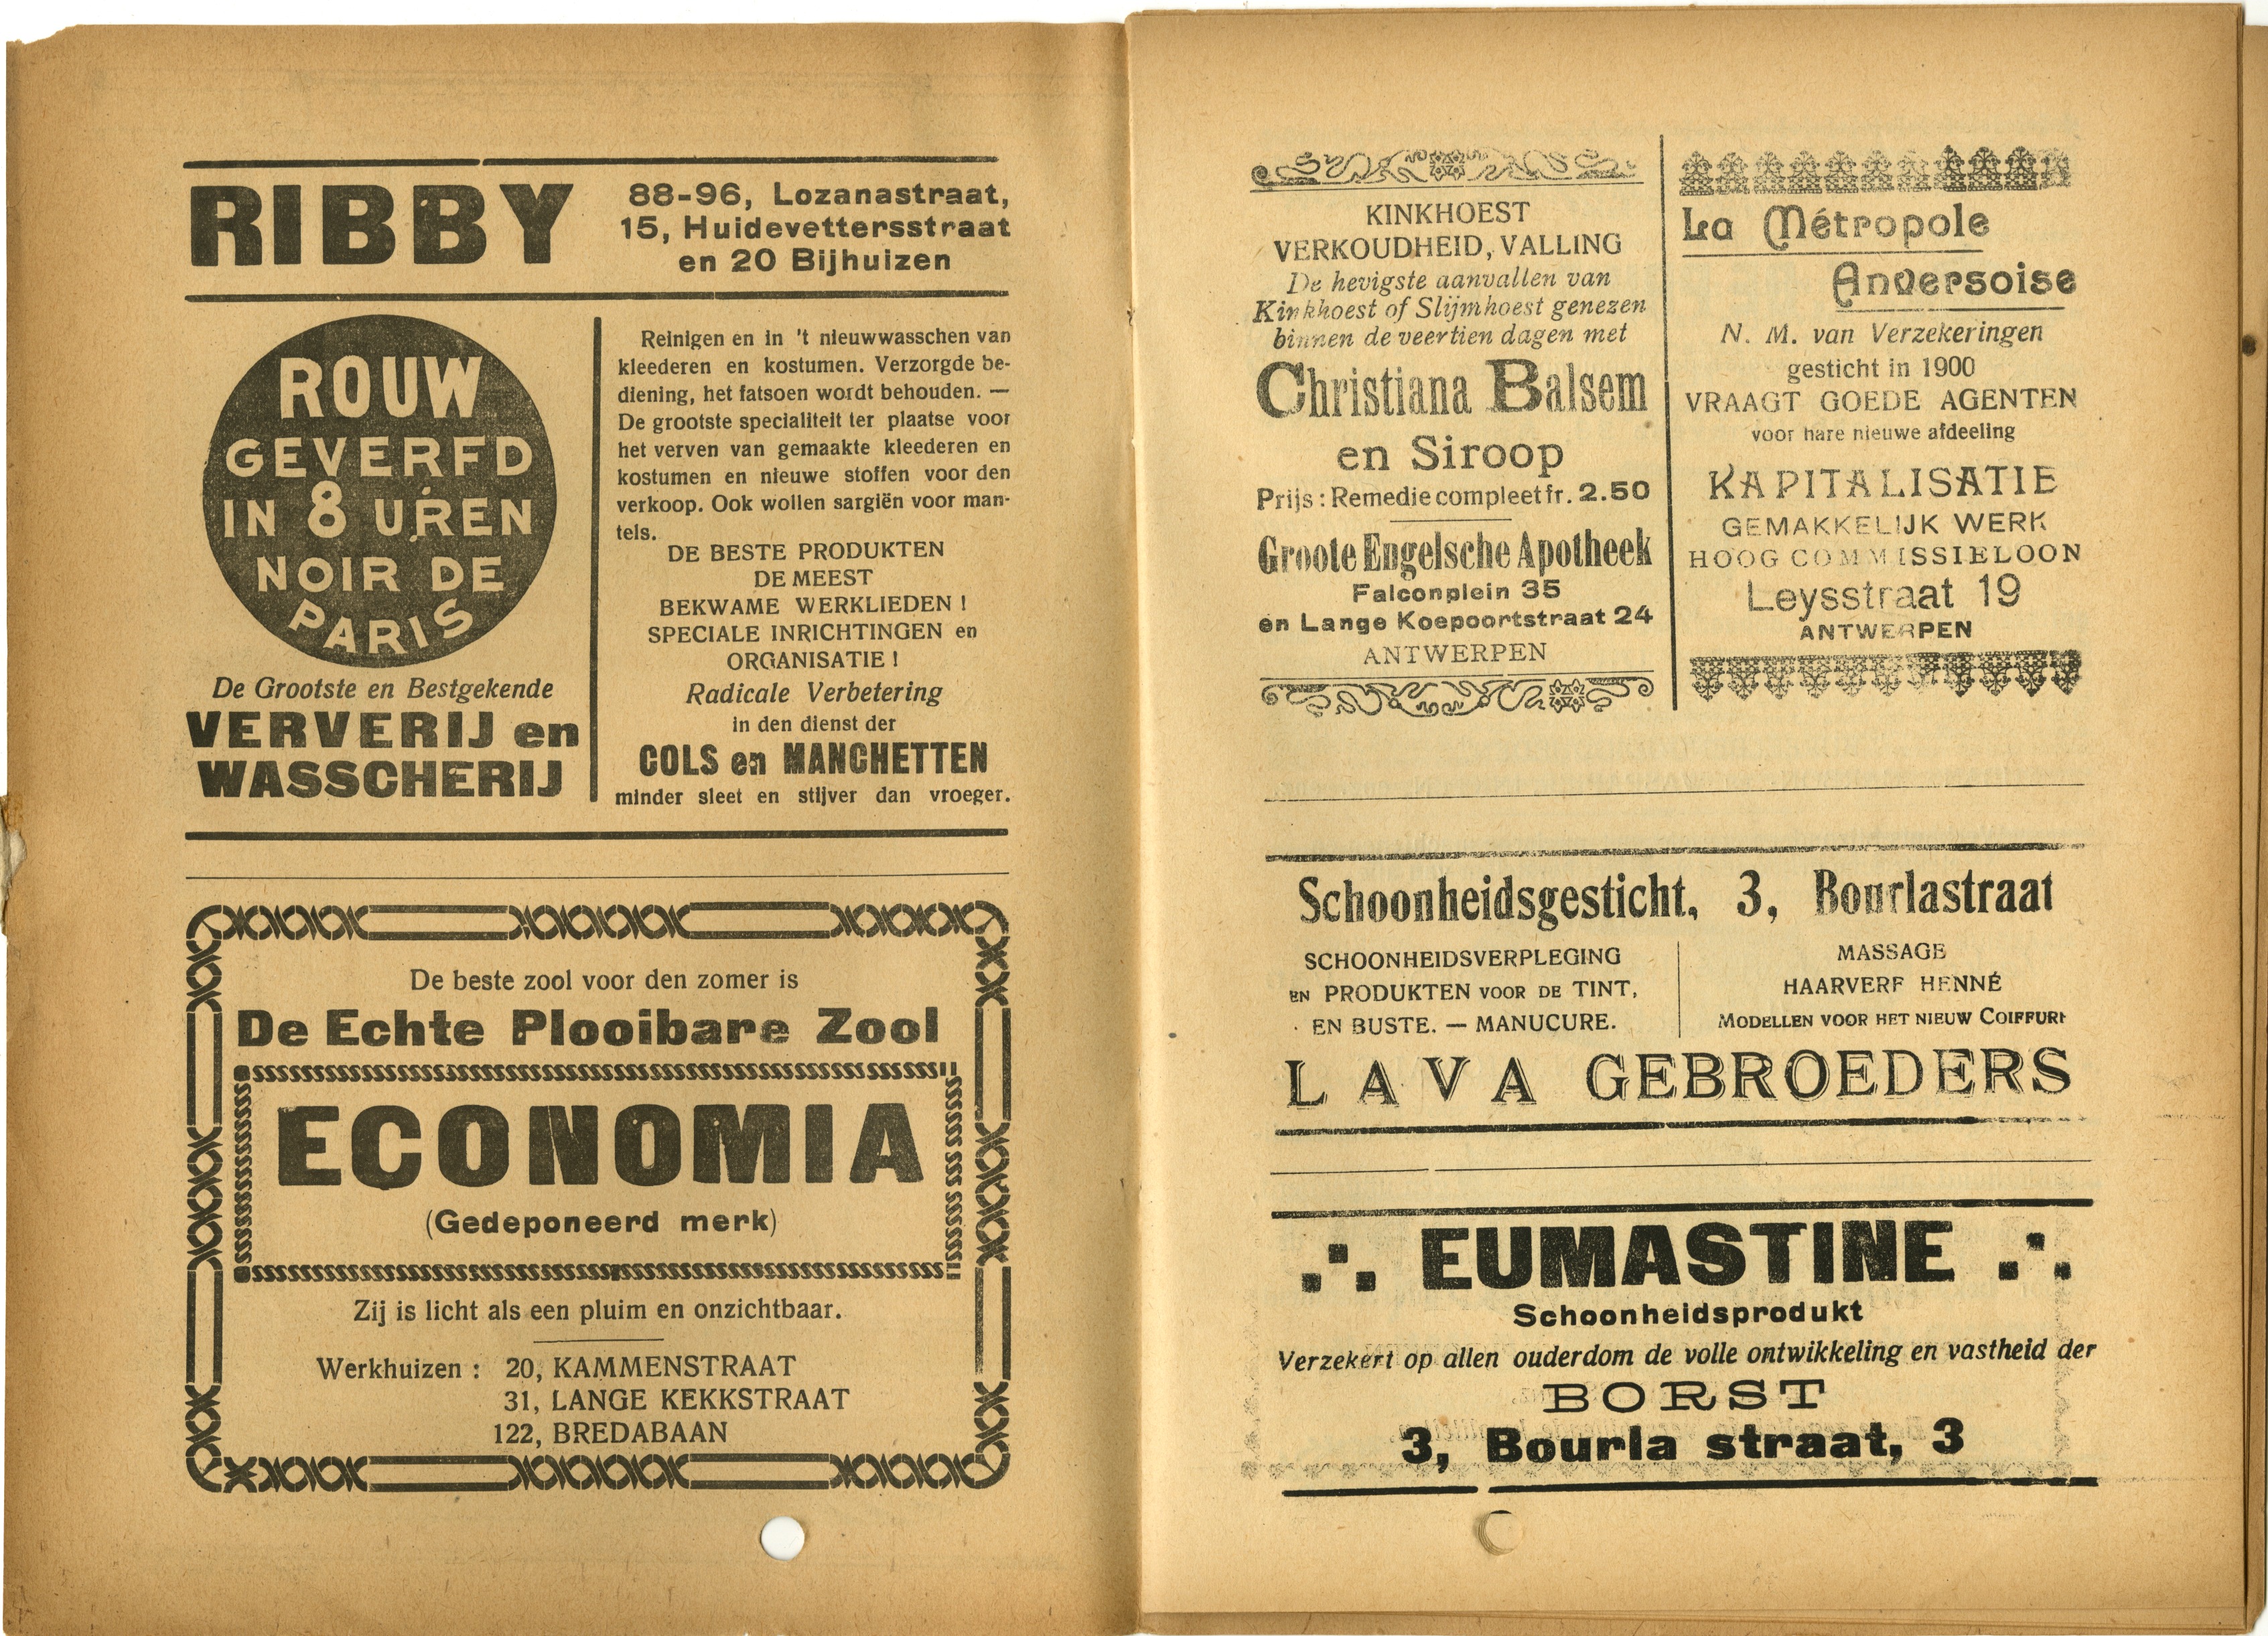 RIBBY
88-96, Lozanastraat,
15, Huidevettersstraat
en 20 Bijhuizen
ROUW
GEVERFD
IN 8 UREN
NOIR DE
PARIS
De Grootste en Bestgekende
VERVERIJ en
WASSCHERIJ
Reinigen en in 't nieuwwasschen van
kleederen en kostumen. Verzorgde be-
diening, het fatsoen wordt behouden. —
De grootste specialiteit ter plaatse voor
het verven van gemaakte kleederen en
kostumen en nieuwe stoffen voor den
verkoop. Ook wollen sargiën voor man-
tels.
DE BESTE PRODUKTEN
DE MEEST
BEKWAME WERKLIEDEN !
SPECIALE INRICHTINGEN en
ORGANISATIE !
Radicale Verbetering
in den dienst der
COLS en MANCHETTEN
minder sleet en stijver dan vroeger.
De beste zool voor den zomer is
De Echte Plooibare Zool
ECONOMIA
(Gedeponeerd merk)
Zij is licht als een pluim en onzichtbaar.
Werkhuizen : 20, KAMMENSTRAAT
31, LANGE KEKKSTRAAT
122, BREDABAAN
KINKHOEST
VERKOUDHEID, VALLING
De hevigste aanvallen van
Kinkhoest of Slijmhoest genezen
binnen de veertien dagen met
Christiana Balsem
en Siroop
Prijs : Remedie compleet fr. 2.50
Groote Engelsche Apotheek
Falconplein 35
en Lange Koepoortstraat 24
ANTWERPEN
La Métropole
Anversoise
N. M. van Verzekeringen
gesticht in 1900
VRAAGT GOEDE AGENTEN
voor hare nieuwe afdeeling
KAPITALISATIE
GEMAKKELIJK WERK
HOOG COMMISSIELOON
Leysstraat 19
ANTWERPEN
Schoonheidsgesticht, 3, Bourlastraat
SCHOONHEIDSVERPLEGING
EN PRODUKTEN VOOR DE TINT,
EN BUSTE. — MANUCURE.
MASSAGE
HAARVERF HENNÉ
MODELLEN VOOR HET NIEUW COIFFURE
LAVA GEBROEDERS
∴ EUMASTINE ∴
Schoonheidsprodukt
Verzekert op allen ouderdom de volle ontwikkeling en vastheid der
BORST
3, Bourla straat, 3